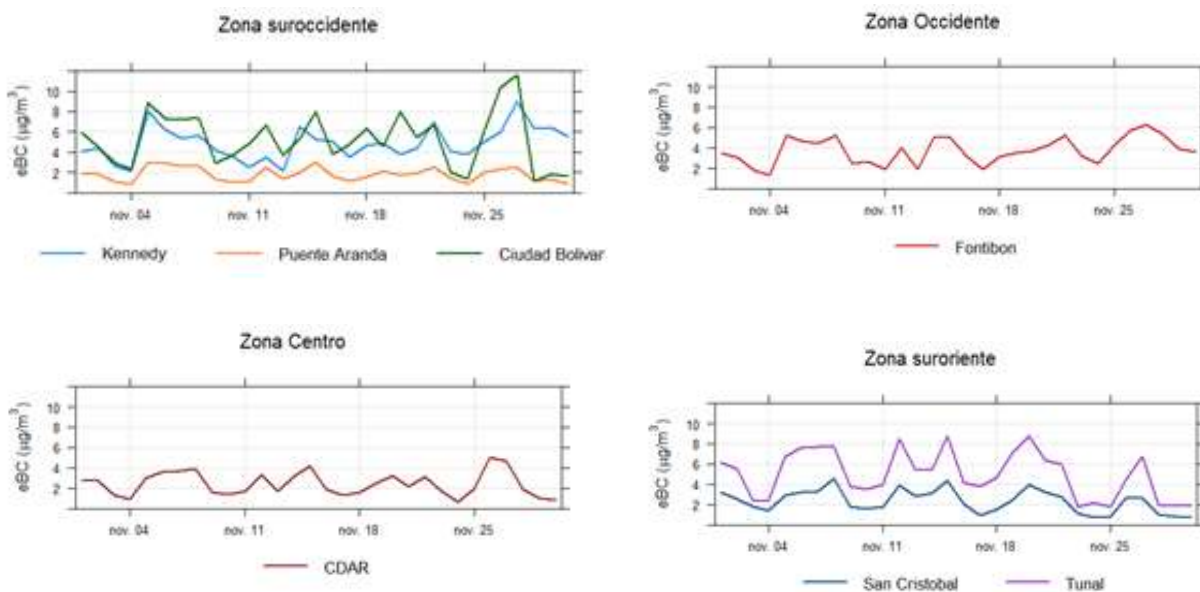 Zona suroccidente
eBC (µg/m³)
10
8
6
4
2
nov. 04 nov. 11 nov. 18 nov. 25
Kennedy Puente Aranda Ciudad Bolivar
Zona Occidente
eBC (µg/m³)
10
8
6
4
2
nov. 04 nov. 11 nov. 18 nov. 25
Fontibon
Zona Centro
eBC (µg/m³)
10
8
6
4
2
nov. 04 nov. 11 nov. 18 nov. 25
CDAR
Zona suroriente
eBC (µg/m³)
10
8
6
4
2
nov. 04 nov. 11 nov. 18 nov. 25
San Cristobal Tunal